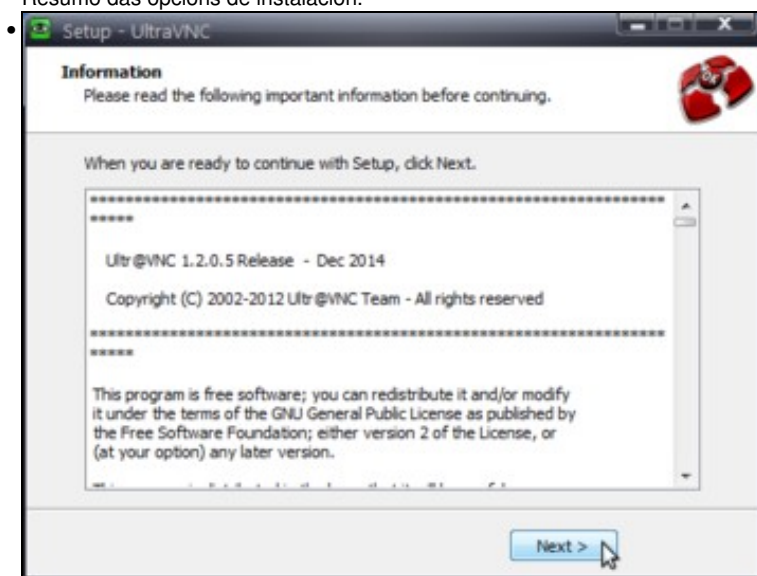 Resumo das opcións de instalación.
Setup - UltraVNC
Information
Please read the following important information before continuing.
When you are ready to continue with Setup, click Next.
****************************************************************
*****
Ultr@VNC 1.2.0.5 Release - Dec 2014
Copyright (C) 2002-2012 Ultr@VNC Team - All rights reserved
****************************************************************
*****
This program is free software; you can redistribute it and/or modify
it under the terms of the GNU General Public License as published by
the Free Software Foundation; either version 2 of the License, or
(at your option) any later version.
Next >